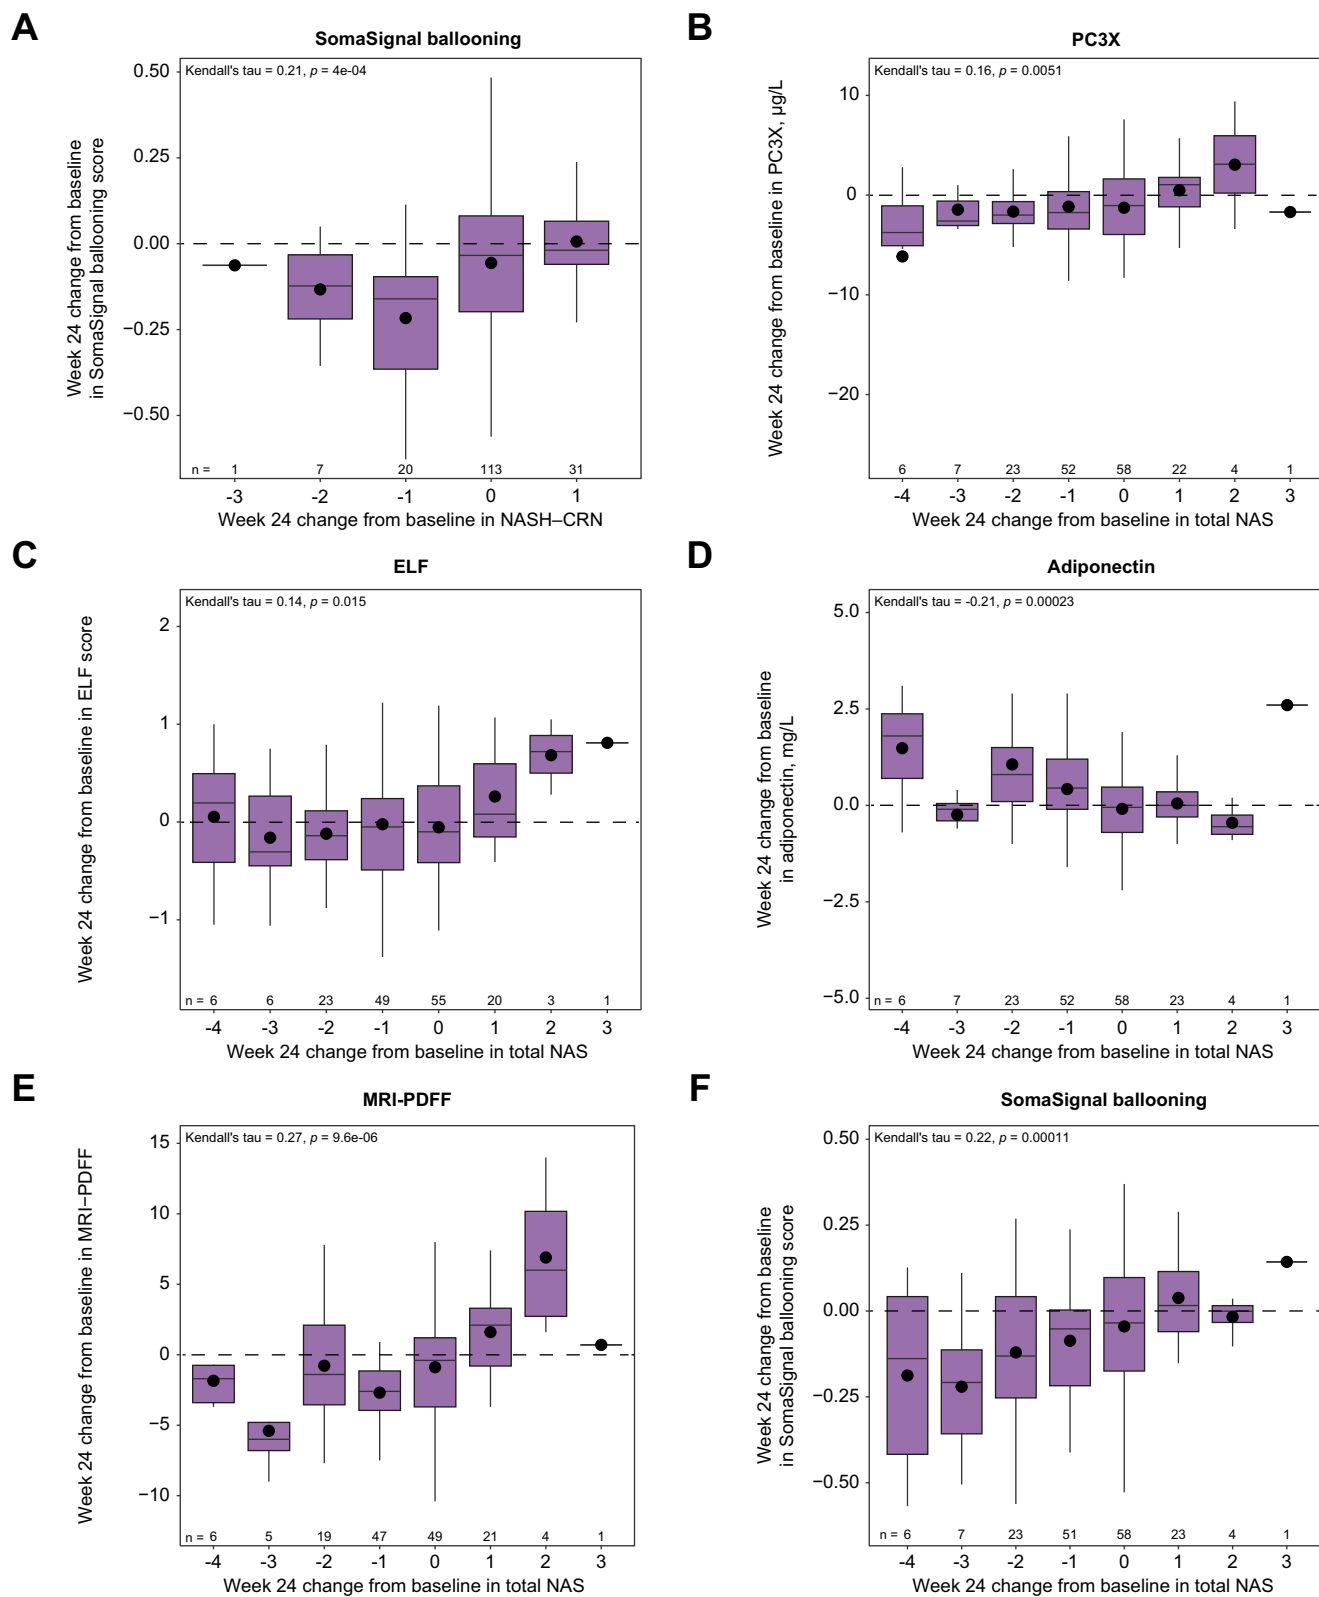 A
SomaSignal ballooning
Kendall's tau = 0.21, p = 4e-04
Week 24 change from baseline
in SomaSignal ballooning score
0.50
0.25
0.00
−0.25
−0.50
n = 1 7 20 113 31
-3 -2 -1 0 1
Week 24 change from baseline in NASH–CRN
B
PC3X
Kendall's tau = 0.16, p = 0.0051
Week 24 change from baseline in PC3X, µg/L
10
0
−10
−20
6 7 23 52 58 22 4 1
-4 -3 -2 -1 0 1 2 3
Week 24 change from baseline in total NAS
C
ELF
Kendall's tau = 0.14, p = 0.015
Week 24 change from baseline in ELF score
2
1
0
−1
n = 6 6 23 49 55 20 3 1
-4 -3 -2 -1 0 1 2 3
Week 24 change from baseline in total NAS
D
Adiponectin
Kendall's tau = -0.21, p = 0.00023
Week 24 change from baseline
in adiponectin, mg/L
5.0
2.5
0.0
−2.5
−5.0
n = 6 7 23 52 58 23 4 1
-4 -3 -2 -1 0 1 2 3
Week 24 change from baseline in total NAS
E
MRI-PDFF
Kendall's tau = 0.27, p = 9.6e-06
Week 24 change from baseline in MRI−PDFF
15
10
5
0
−5
−10
n = 6 5 19 47 49 21 4 1
-4 -3 -2 -1 0 1 2 3
Week 24 change from baseline in total NAS
F
SomaSignal ballooning
Kendall's tau = 0.22, p = 0.00011
Week 24 change from baseline
in SomaSignal ballooning score
0.50
0.25
0.00
−0.25
−0.50
n = 6 7 23 51 58 23 4 1
-4 -3 -2 -1 0 1 2 3
Week 24 change from baseline in total NAS